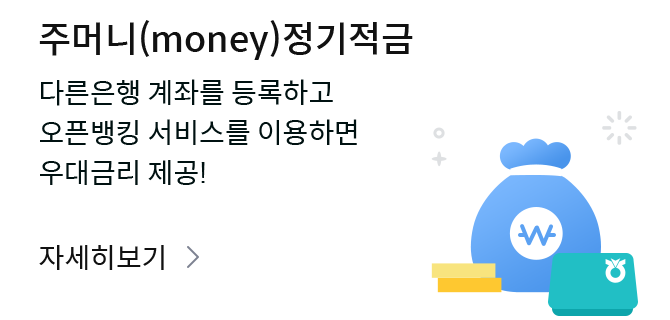 주머니(money)정기적금
다른은행 계좌를 등록하고
오픈뱅킹 서비스를 이용하면
우대금리 제공!
자세히보기